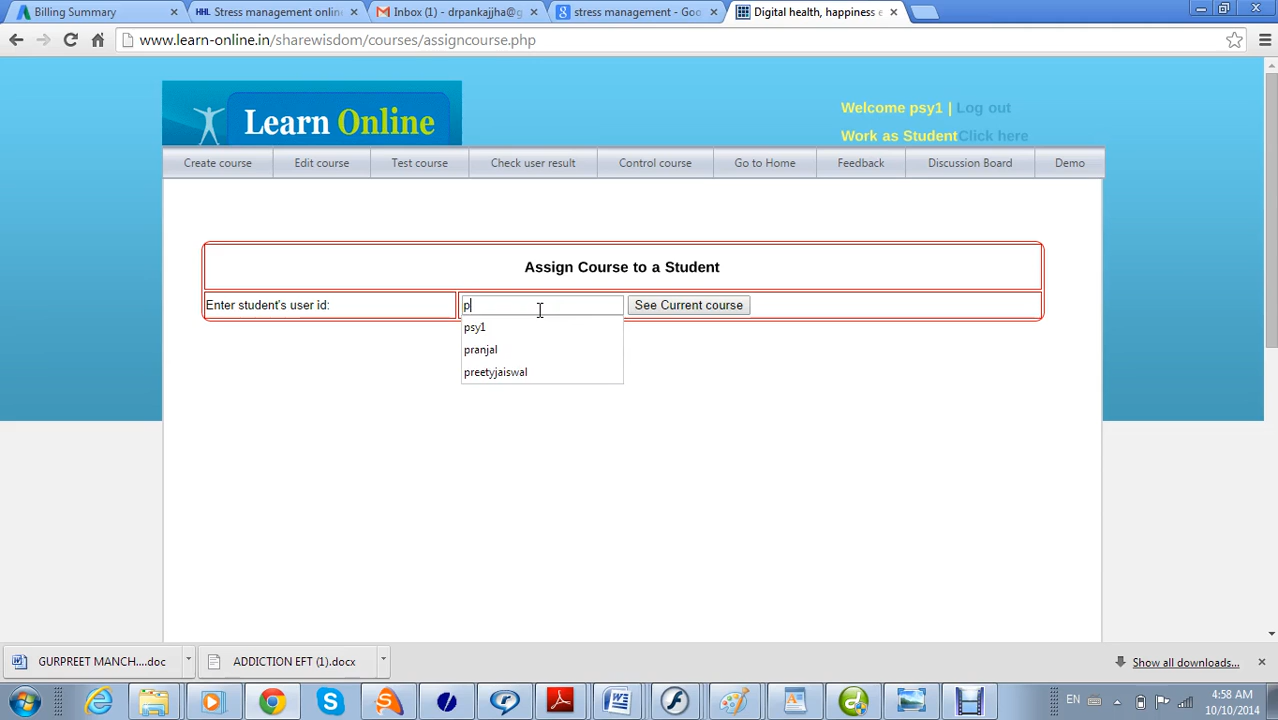 Billing Summary
HHL Stress management online
Inbox (1) - drpankajjha@g
stress management - Goo
Digital health, happiness e
www.learn-online.in/sharewisdom/courses/assigncourse.php
Learn Online
Welcome psy1 | Log out
Work as StudentClick here
Create course
Edit course
Test course
Check user result
Control course
Go to Home
Feedback
Discussion Board
Demo
Assign Course to a Student
Enter student's user id:
p
See Current course
psy1
pranjal
preetyjaiswal
GURPREET MANCH....doc
ADDICTION EFT (1).docx
Show all downloads...
EN
4:58 AM
10/10/2014